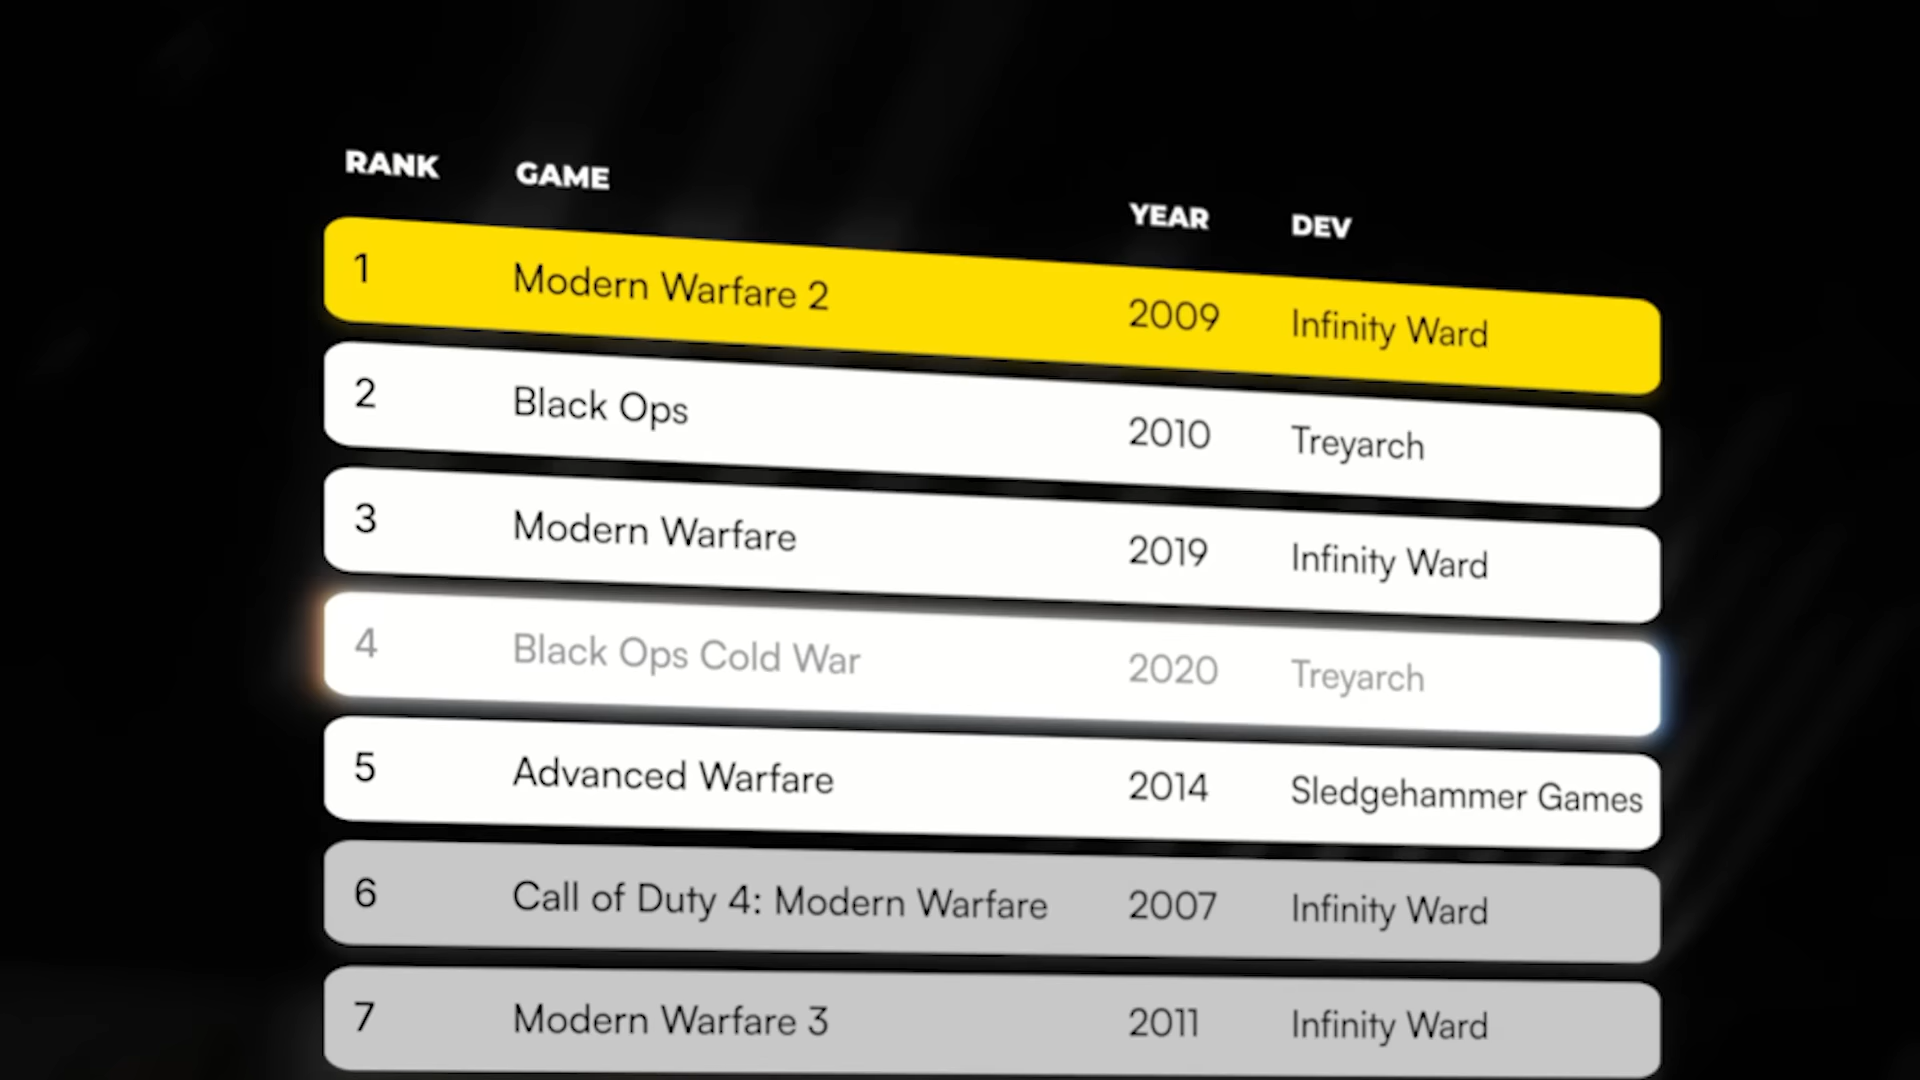 RANK GAME YEAR DEV
1 Modern Warfare 2 2009 Infinity Ward
2 Black Ops 2010 Treyarch
3 Modern Warfare 2019 Infinity Ward
4 Black Ops Cold War 2020 Treyarch
5 Advanced Warfare 2014 Sledgehammer Games
6 Call of Duty 4: Modern Warfare 2007 Infinity Ward
7 Modern Warfare 3 2011 Infinity Ward